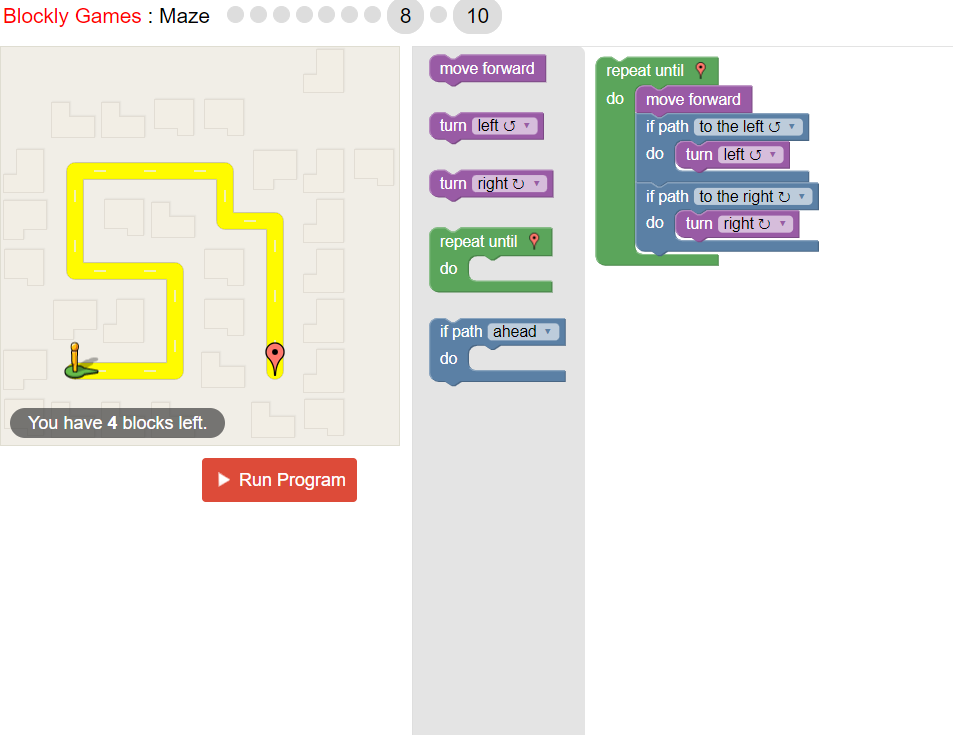 Blockly Games : Maze 8 10
You have 4 blocks left.
Run Program
move forward
turn left ↺ ▾
turn right ↻ ▾
repeat until
do
if path ahead ▾
do
repeat until
do move forward
if path to the left ↺ ▾
do turn left ↺ ▾
if path to the right ↻ ▾
do turn right ↻ ▾